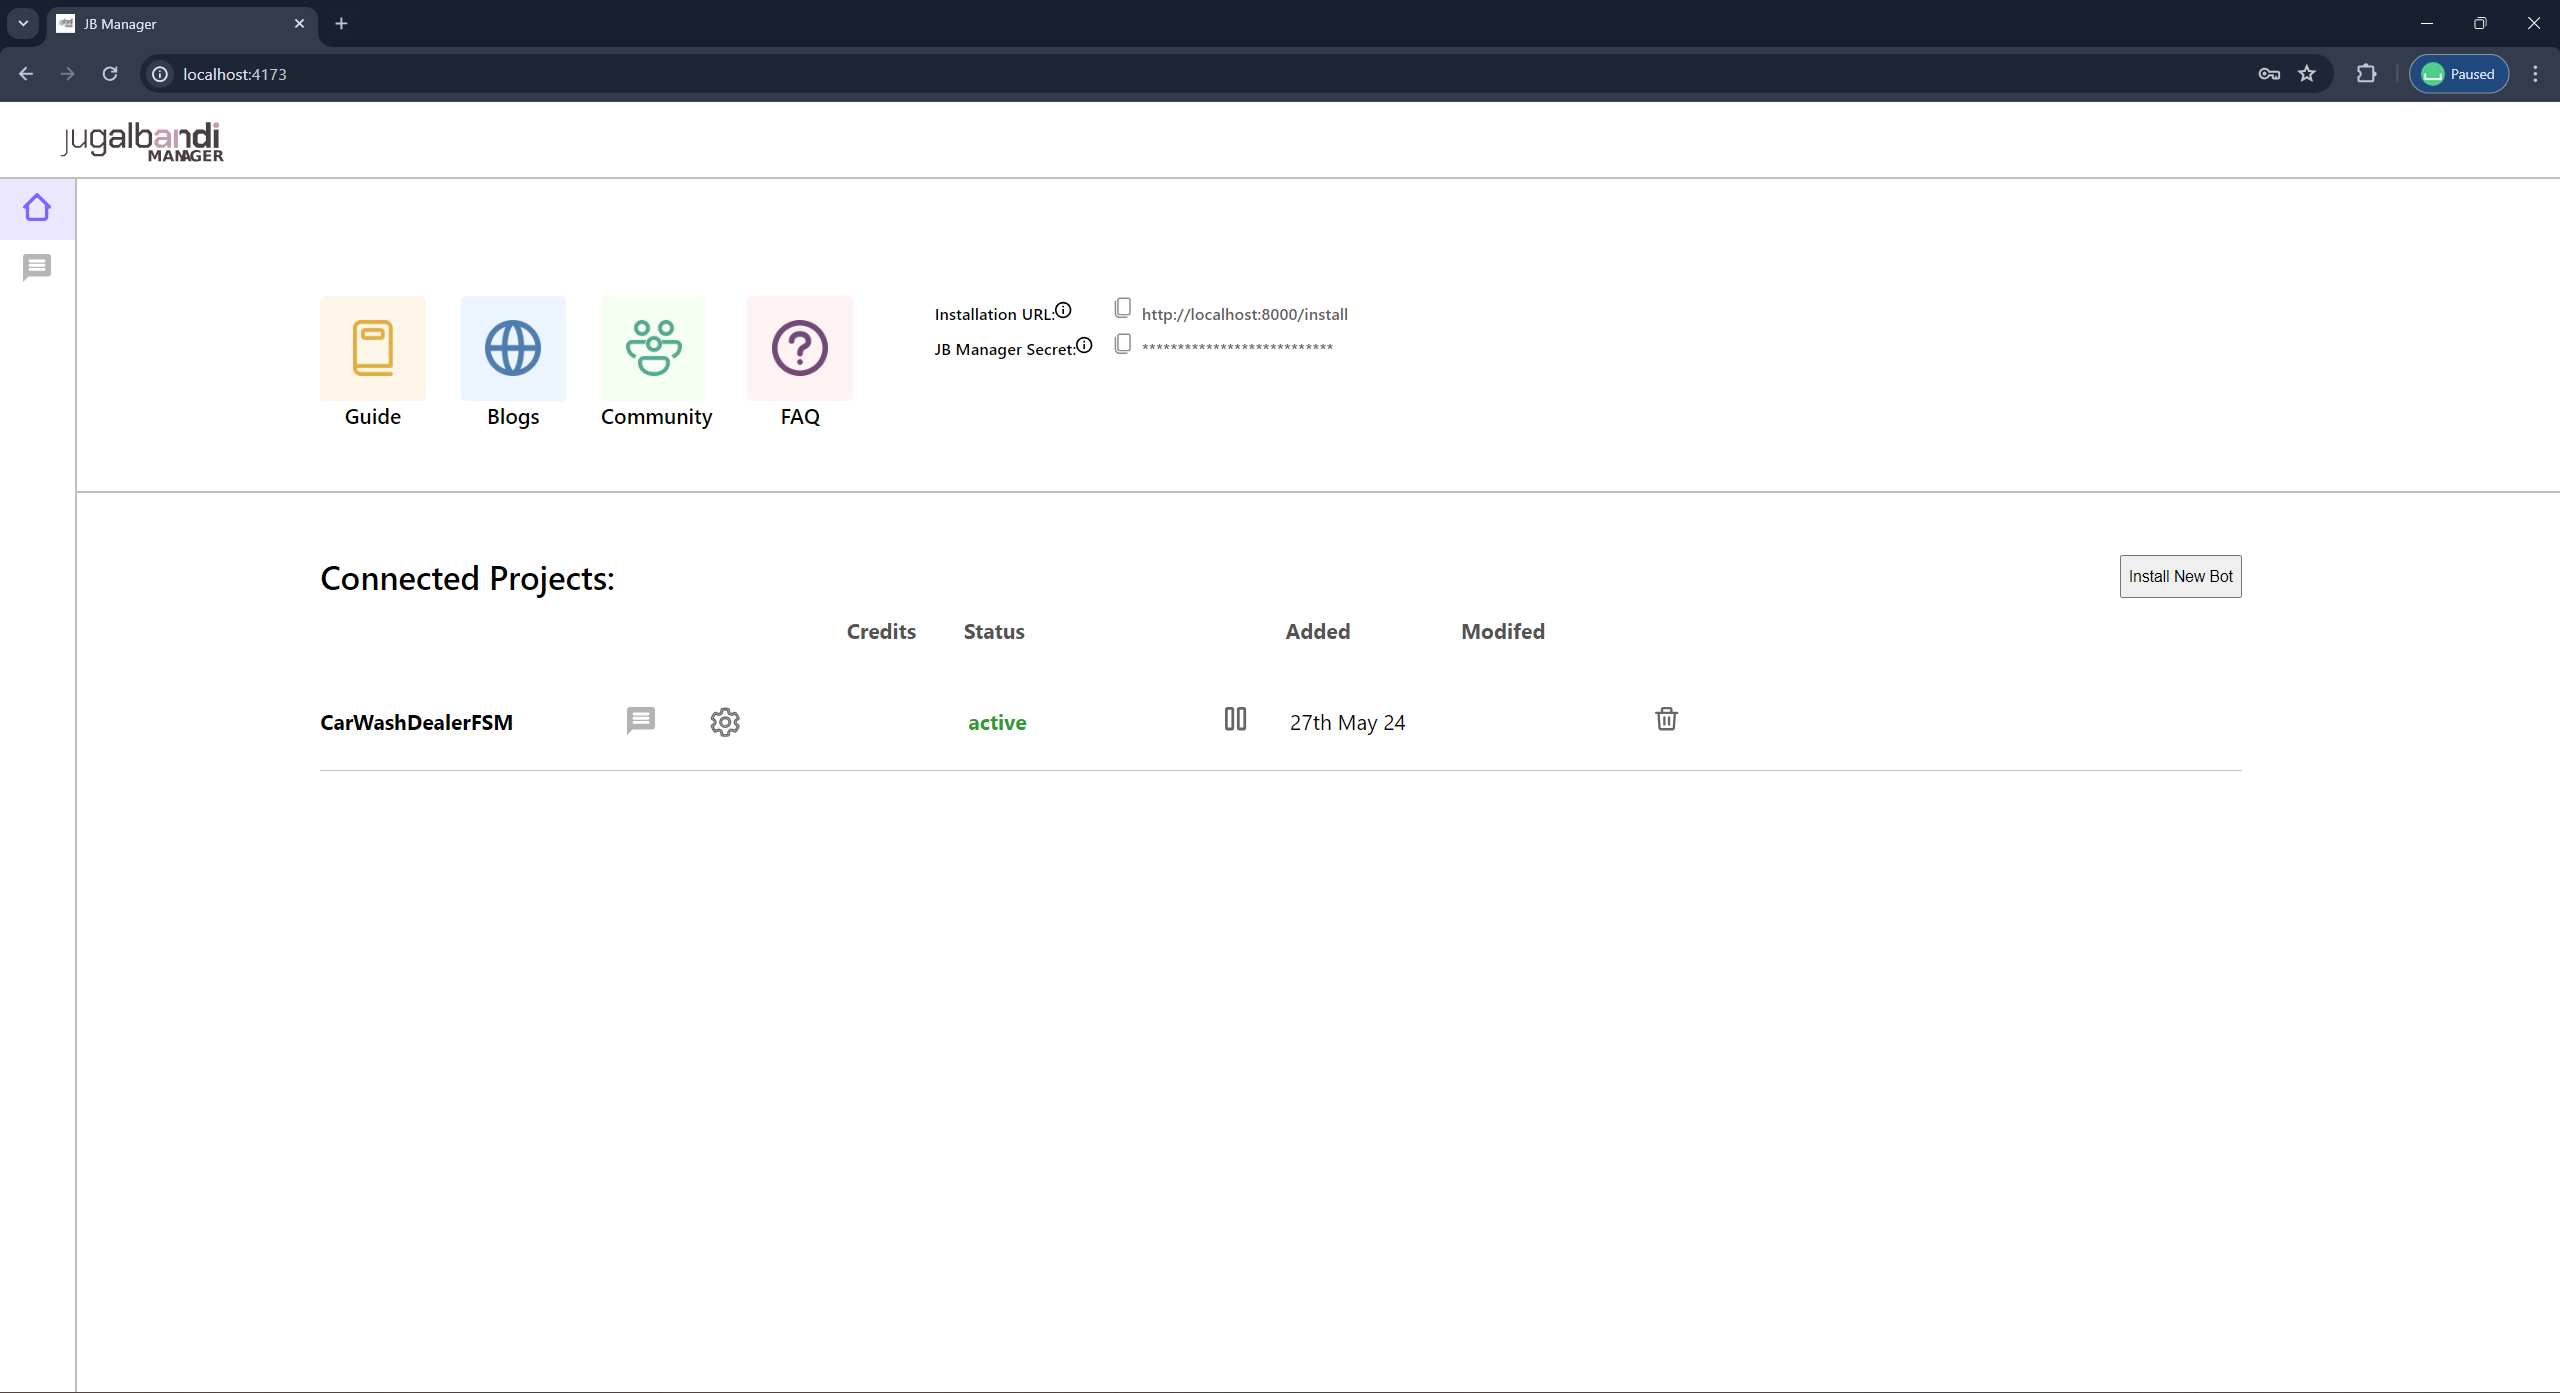 JB Manager
localhost:4173
Paused
jugalbandi
MANAGER
Installation URL:
http://localhost:8000/install
JB Manager Secret:
***************************
Guide
Blogs
Community
FAQ
Connected Projects:
Install New Bot
Credits
Status
Added
Modifed
CarWashDealerFSM
active
27th May 24